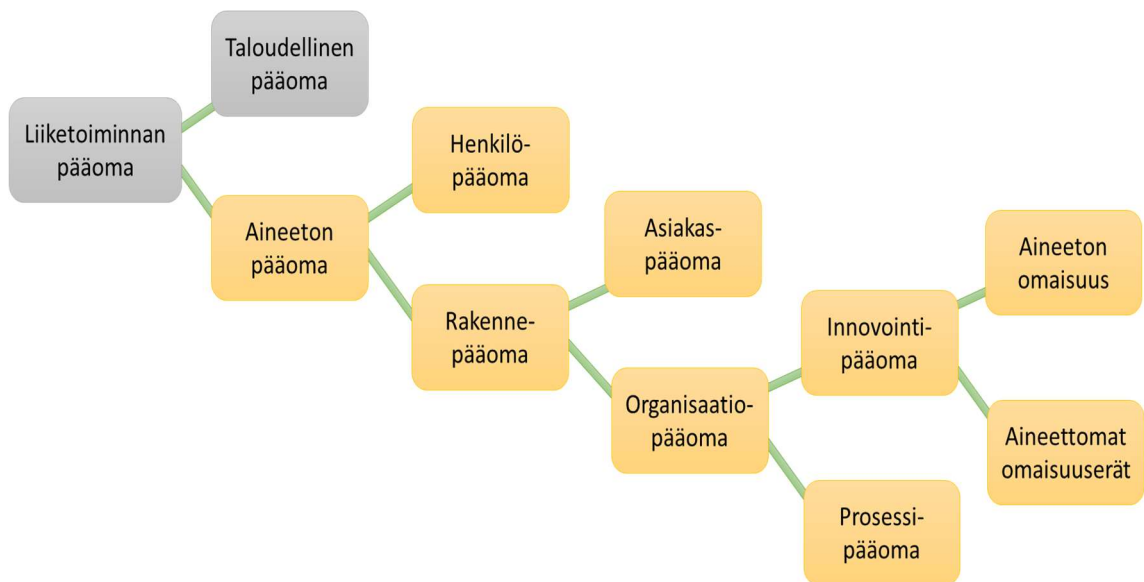 Taloudellinen
pääoma
Liiketoiminnan
pääoma
Henkilö-
pääoma
Aineeton
pääoma
Asiakas-
pääoma
Rakenne-
pääoma
Aineeton
omaisuus
Innovointi-
pääoma
Organisaatio-
pääoma
Aineettomat
omaisuuserät
Prosessi-
pääoma